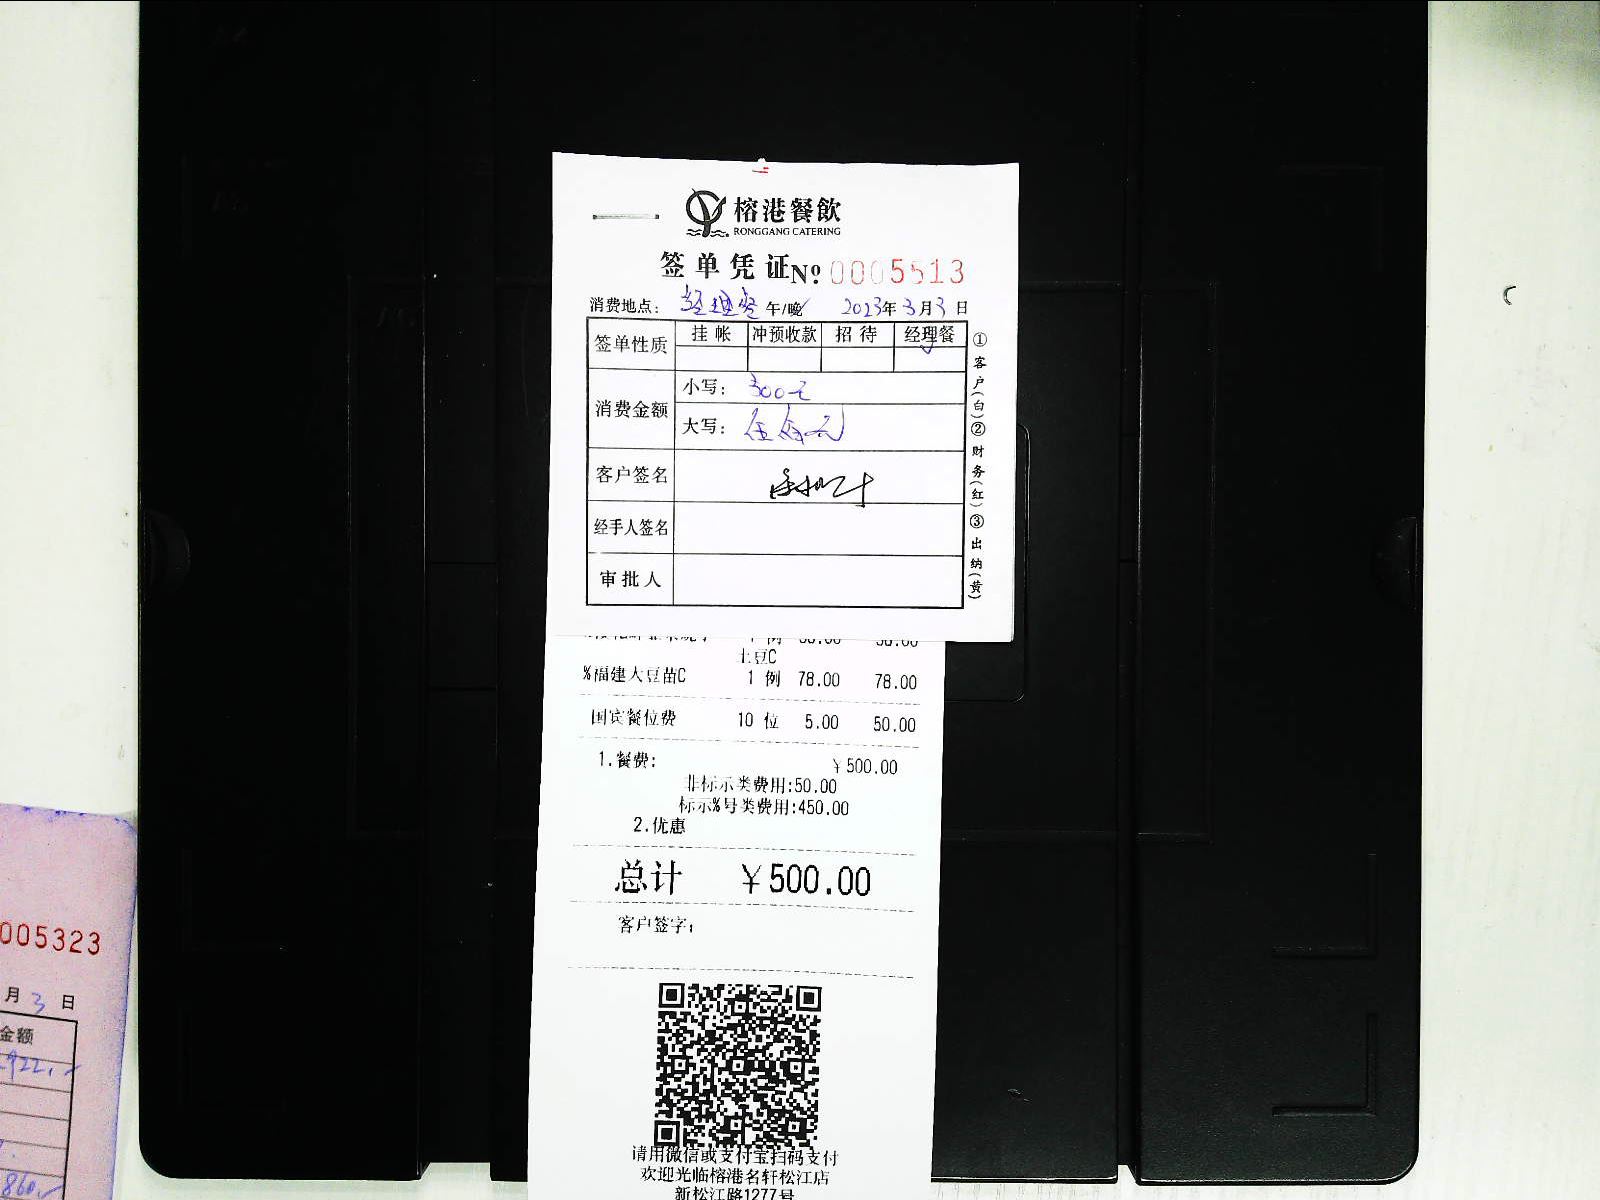 榕港餐飲
RONGGANG CATERING
签单凭证 № 0005513
消费地点： 经理餐 午/晚 2023年3月3日
签单性质 挂帐 冲预收款 招待 经理餐
消费金额
小写： 500元
大写： 伍佰元
客户签名
经手人签名
审批人
①客户(白)②财务(红)③出纳(黄)
土豆C
%福建大豆苗C 1 例 78.00 78.00
国宾餐位费 10 位 5.00 50.00
1.餐费: ￥500.00
非标示类费用:50.00
标示%号类费用:450.00
2.优惠
总计 ￥500.00
客户签字:
请用微信或支付宝扫码支付
欢迎光临榕港名轩松江店
新松江路1277号
005323
月 3 日
金额
860.